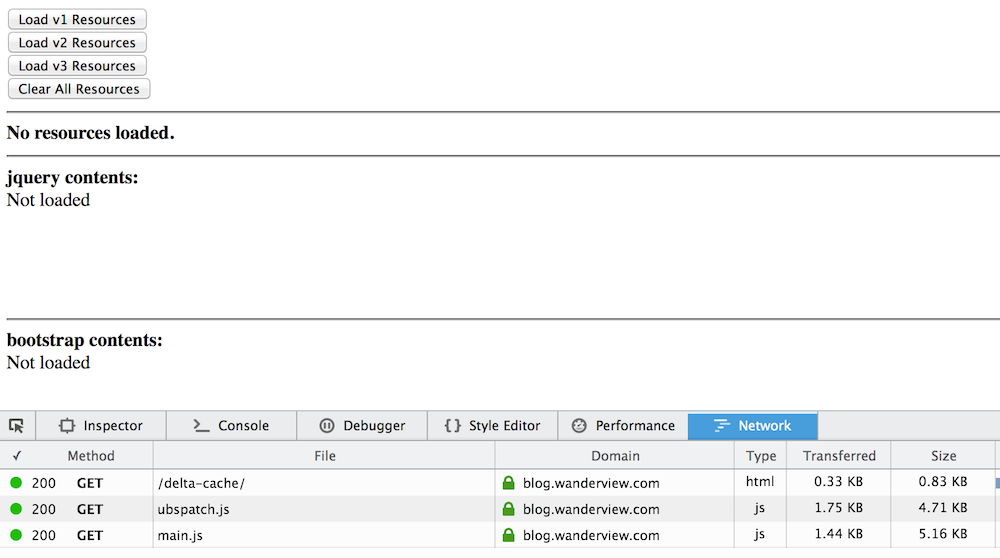 Load v1 Resources
Load v2 Resources
Load v3 Resources
Clear All Resources
No resources loaded.
jquery contents:
Not loaded
bootstrap contents:
Not loaded
Inspector Console Debugger Style Editor Performance Network
✓ Method File Domain Type Transferred Size
200 GET /delta-cache/ blog.wanderview.com html 0.33 KB 0.83 KB
200 GET ubspatch.js blog.wanderview.com js 1.75 KB 4.71 KB
200 GET main.js blog.wanderview.com js 1.44 KB 5.16 KB